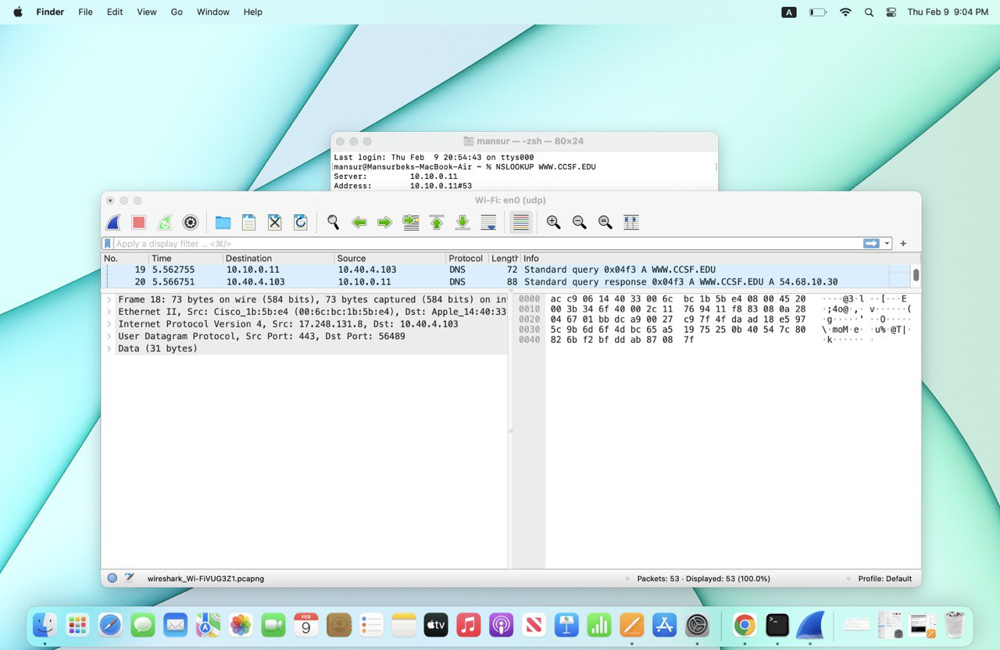 Finder File Edit View Go Window Help A Thu Feb 9 9:04 PM
mansur — -zsh — 80×24
Last login: Thu Feb  9 20:54:43 on ttys000
[mansur@Mansurbeks-MacBook-Air ~ % NSLOOKUP WWW.CCSF.EDU ]
Server: 10.10.0.11
Address: 10.10.0.11#53
Wi-Fi: en0 (udp)
Apply a display filter ... <⌘/> +
No. Time Destination Source Protocol Length Info
19 5.562755 10.10.0.11 10.40.4.103 DNS 72 Standard query 0x04f3 A WWW.CCSF.EDU
20 5.566751 10.40.4.103 10.10.0.11 DNS 88 Standard query response 0x04f3 A WWW.CCSF.EDU A 54.68.10.30
Frame 18: 73 bytes on wire (584 bits), 73 bytes captured (584 bits) on in
Ethernet II, Src: Cisco_1b:5b:e4 (00:6c:bc:1b:5b:e4), Dst: Apple_14:40:33
Internet Protocol Version 4, Src: 17.248.131.8, Dst: 10.40.4.103
User Datagram Protocol, Src Port: 443, Dst Port: 56489
Data (31 bytes)
0000 ac c9 06 14 40 33 00 6c bc 1b 5b e4 08 00 45 20 ····@3·l ··[···E
0010 00 3b 34 6f 40 00 2c 11 76 94 11 f8 83 08 0a 28 ·;4o@·,· v······(
0020 04 67 01 bb dc a9 00 27 c9 7f 4f da ad 18 e5 97 ·g·····' ··O·····
0030 5c 9b 6d 6f 4d bc 65 a5 19 75 25 0b 40 54 7c 80 \·moM·e· ·u%·@T|·
0040 82 6b f2 bf dd ab 87 08 7f ·k······ ·
wireshark_Wi-FiVUG3Z1.pcapng Packets: 53 · Displayed: 53 (100.0%) Profile: Default
FEB
9
tv
>_